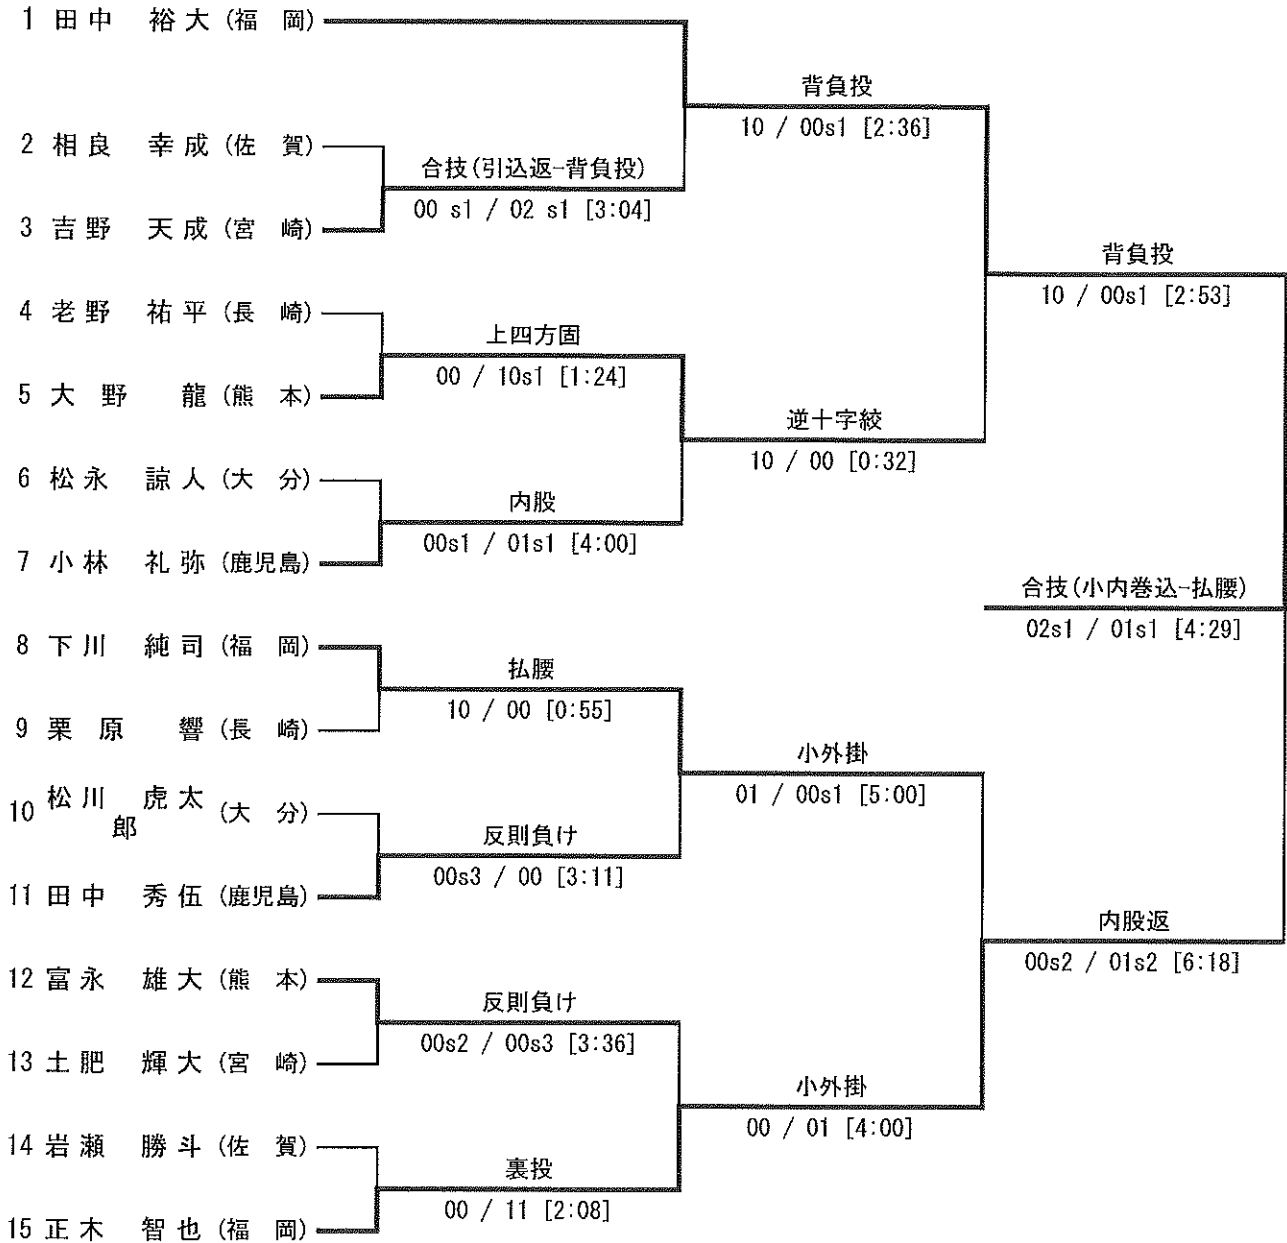 1 田中 裕大 (福 岡)
背負投
10 / 00s1 [2:36]
2 相良 幸成 (佐 賀)
合技(引込返-背負投)
00 s1 / 02 s1 [3:04]
3 吉野 天成 (宮 崎)
背負投
10 / 00s1 [2:53]
4 老野 祐平 (長 崎)
上四方固
00 / 10s1 [1:24]
5 大野 龍 (熊 本)
逆十字絞
10 / 00 [0:32]
6 松永 諒人 (大 分)
内股
00s1 / 01s1 [4:00]
7 小林 礼弥 (鹿児島)
合技(小内巻込-払腰)
02s1 / 01s1 [4:29]
8 下川 純司 (福 岡)
払腰
10 / 00 [0:55]
9 栗原 響 (長 崎)
小外掛
01 / 00s1 [5:00]
10 松川 虎太
郎
(大 分)
反則負け
00s3 / 00 [3:11]
11 田中 秀伍 (鹿児島)
内股返
00s2 / 01s2 [6:18]
12 富永 雄大 (熊 本)
反則負け
00s2 / 00s3 [3:36]
13 土肥 輝大 (宮 崎)
小外掛
00 / 01 [4:00]
14 岩瀬 勝斗 (佐 賀)
裏投
00 / 11 [2:08]
15 正木 智也 (福 岡)